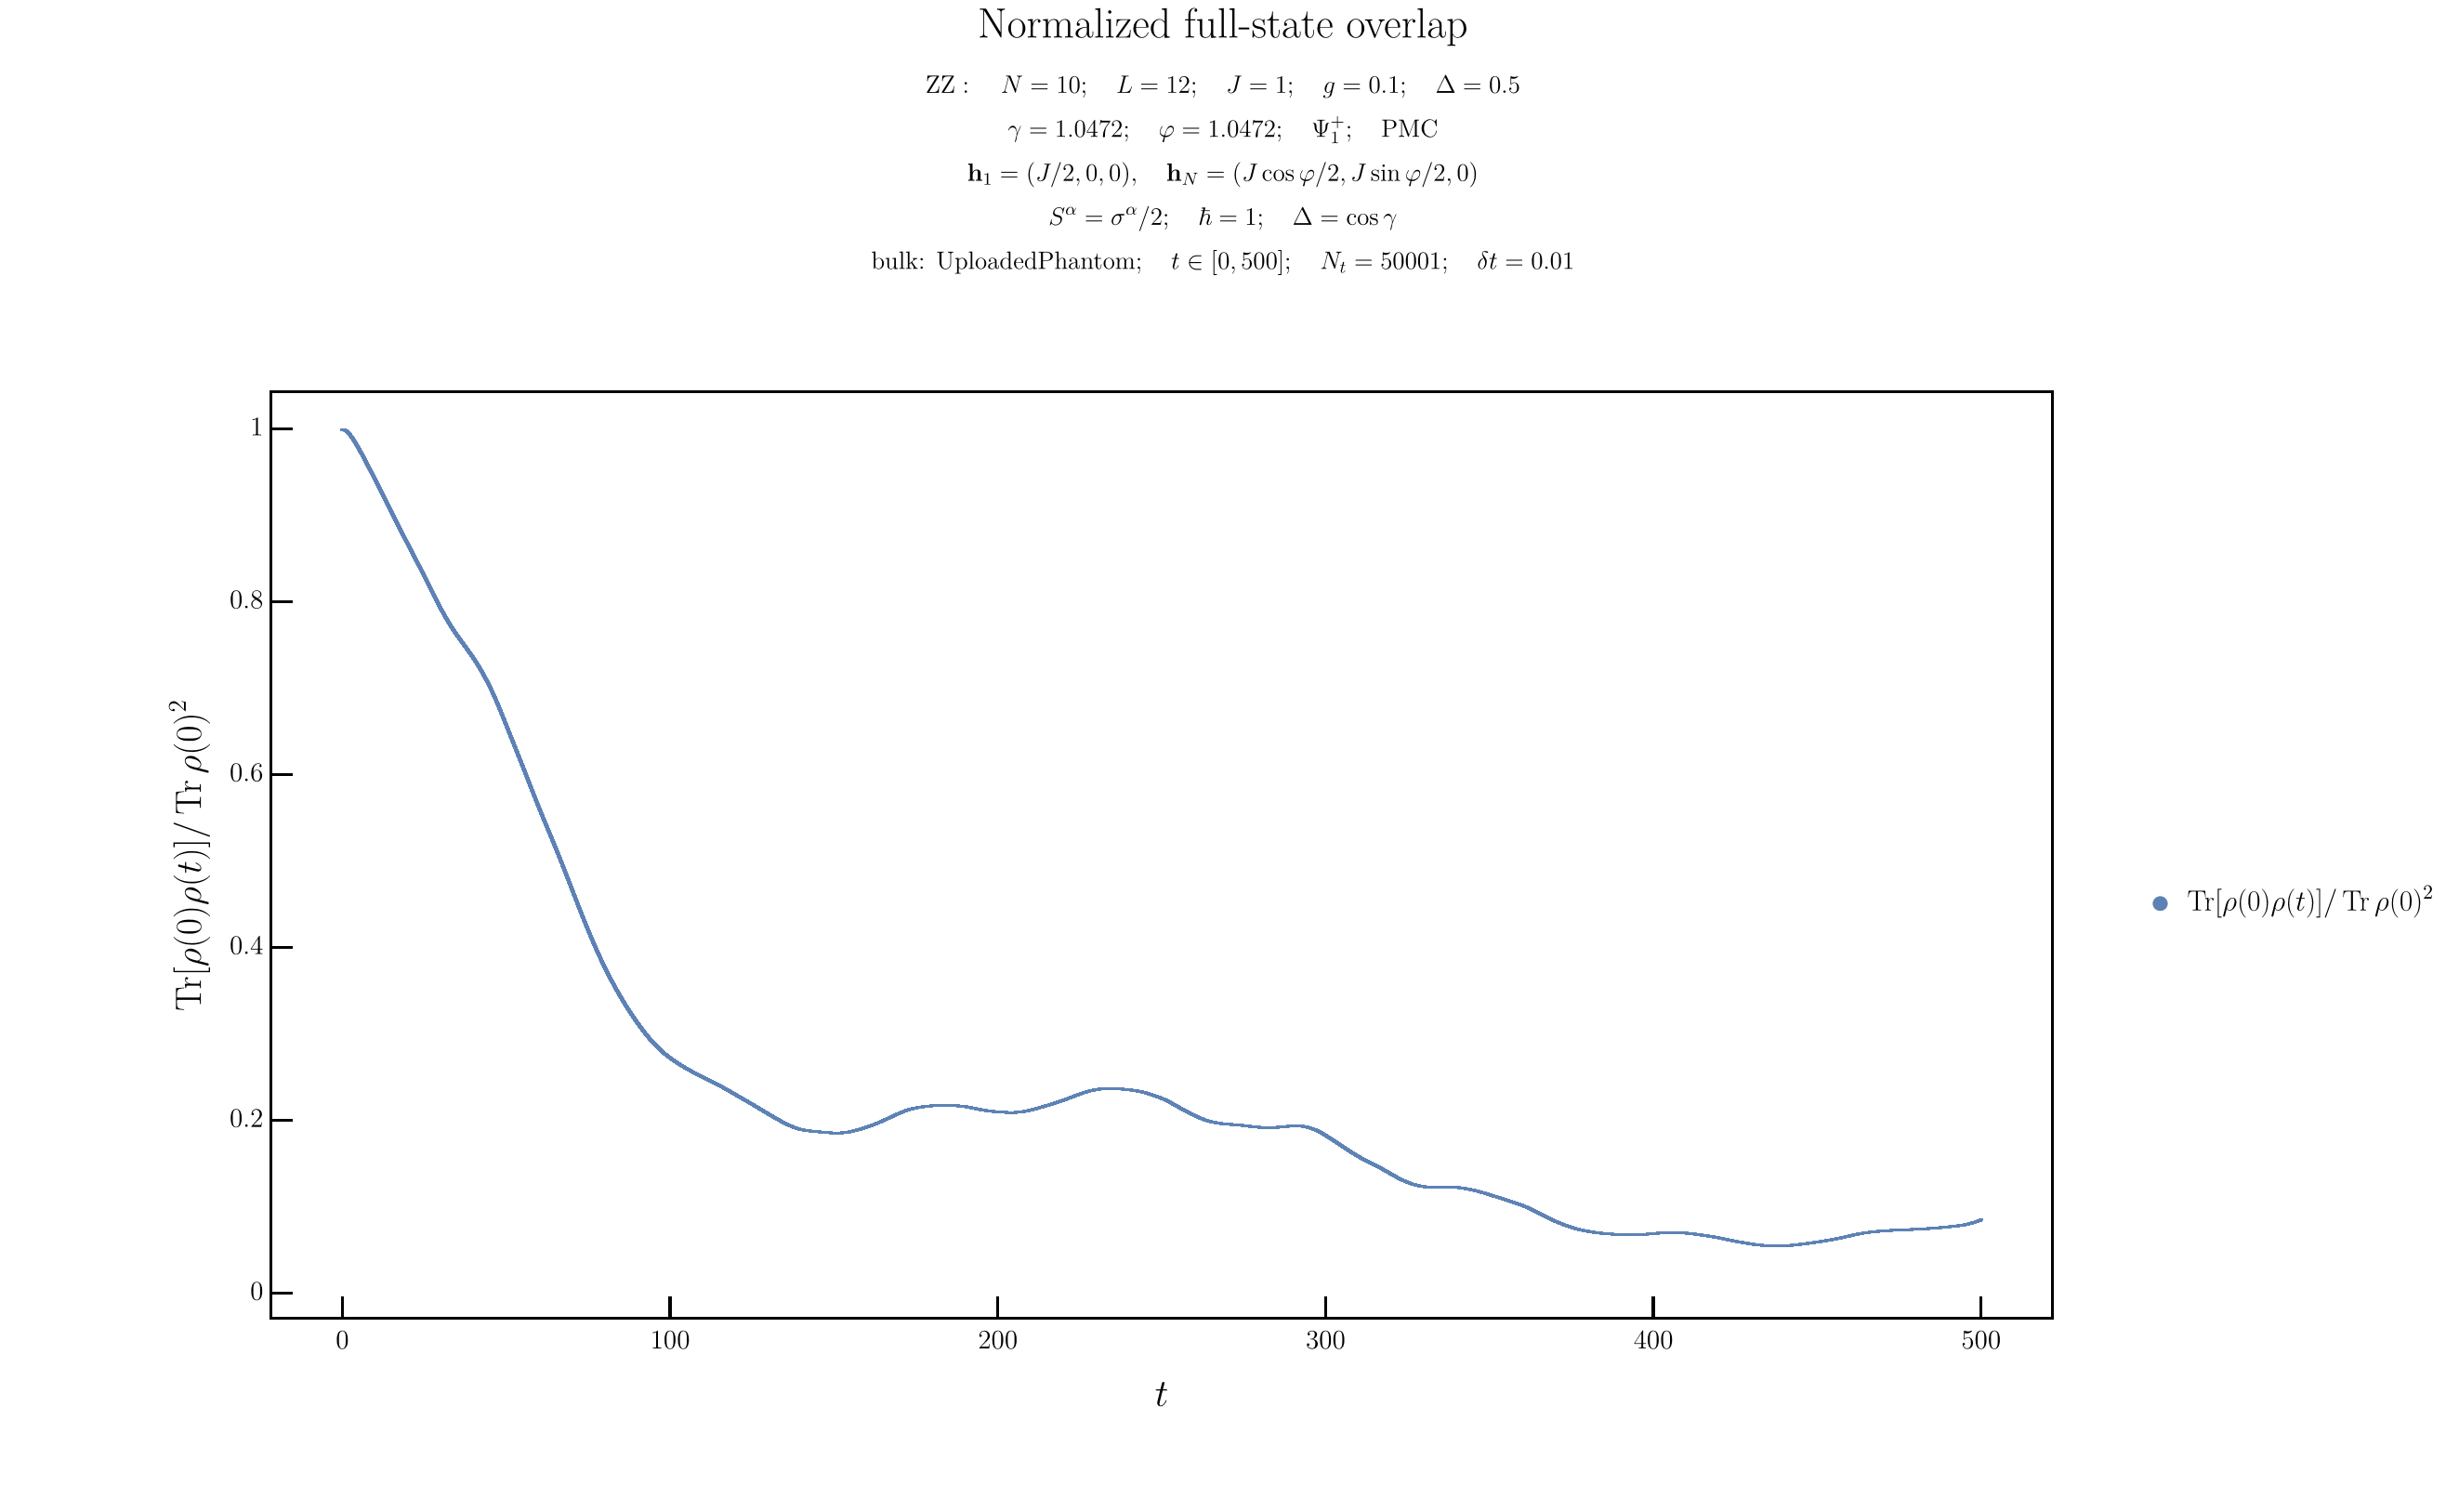 Normalized full-state overlap
ZZ : N = 10; L = 12; J = 1; g = 0.1; Δ = 0.5
γ = 1.0472; φ = 1.0472; Ψ₁⁺; PMC
h₁ = (J/2, 0, 0), h_N = (J cos φ/2, J sin φ/2, 0)
S^α = σ^α/2; ħ = 1; Δ = cos γ
bulk: UploadedPhantom; t ∈ [0, 500]; N_t = 50001; δt = 0.01
Tr[ρ(0)ρ(t)]/ Tr ρ(0)²
1
0.8
0.6
0.4
0.2
0
0 100 200 300 400 500
t
Tr[ρ(0)ρ(t)]/ Tr ρ(0)²